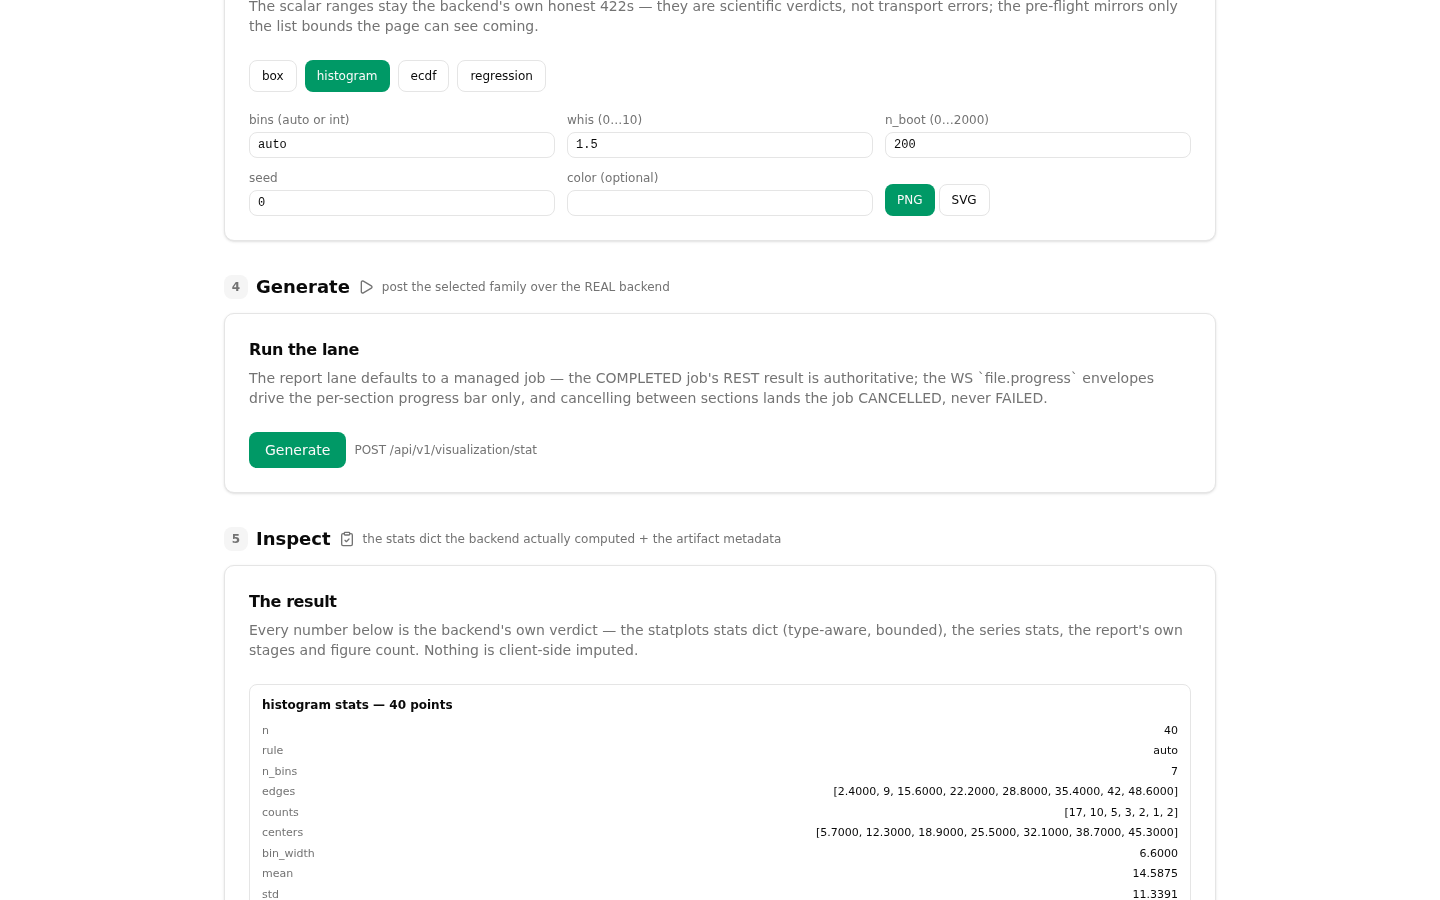 The scalar ranges stay the backend's own honest 422s — they are scientific verdicts, not transport errors; the pre-flight mirrors only
the list bounds the page can see coming.
box histogram ecdf regression
bins (auto or int) whis (0…10) n_boot (0…2000)
auto 1.5 200
seed color (optional)
0 PNG SVG
4 Generate post the selected family over the REAL backend
Run the lane
The report lane defaults to a managed job — the COMPLETED job's REST result is authoritative; the WS `file.progress` envelopes
drive the per-section progress bar only, and cancelling between sections lands the job CANCELLED, never FAILED.
Generate POST /api/v1/visualization/stat
5 Inspect the stats dict the backend actually computed + the artifact metadata
The result
Every number below is the backend's own verdict — the statplots stats dict (type-aware, bounded), the series stats, the report's own
stages and figure count. Nothing is client-side imputed.
histogram stats — 40 points
n 40
rule auto
n_bins 7
edges [2.4000, 9, 15.6000, 22.2000, 28.8000, 35.4000, 42, 48.6000]
counts [17, 10, 5, 3, 2, 1, 2]
centers [5.7000, 12.3000, 18.9000, 25.5000, 32.1000, 38.7000, 45.3000]
bin_width 6.6000
mean 14.5875
std 11.3391